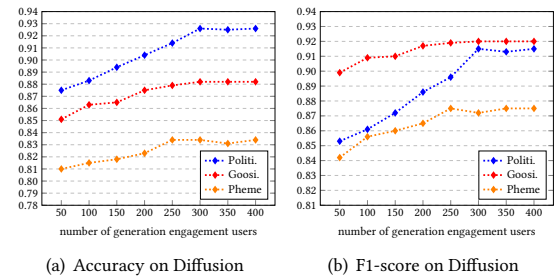 0.94
0.93
0.92
0.91
0.90
0.89
0.88
0.87
0.86
0.85
0.84
0.83
0.82
0.81
0.80
0.79
0.78
50 100 150 200 250 300 350 400
Politi.
Goosi.
Pheme
number of generation engagement users
(a) Accuracy on Diffusion
0.94
0.93
0.92
0.91
0.90
0.89
0.88
0.87
0.86
0.85
0.84
0.83
0.82
0.81
50 100 150 200 250 300 350 400
Politi.
Goosi.
Pheme
number of generation engagement users
(b) F1-score on Diffusion